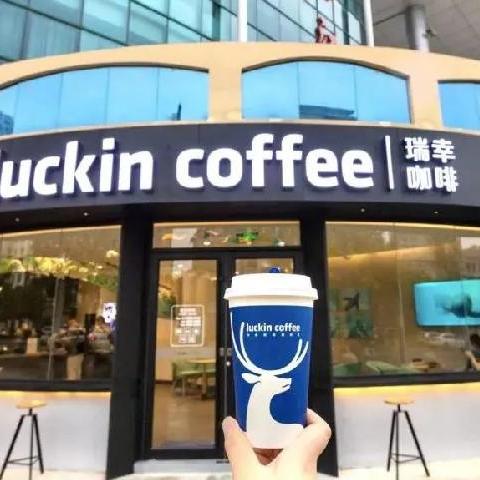 luckin coffee
瑞幸
咖啡
luckin coffee